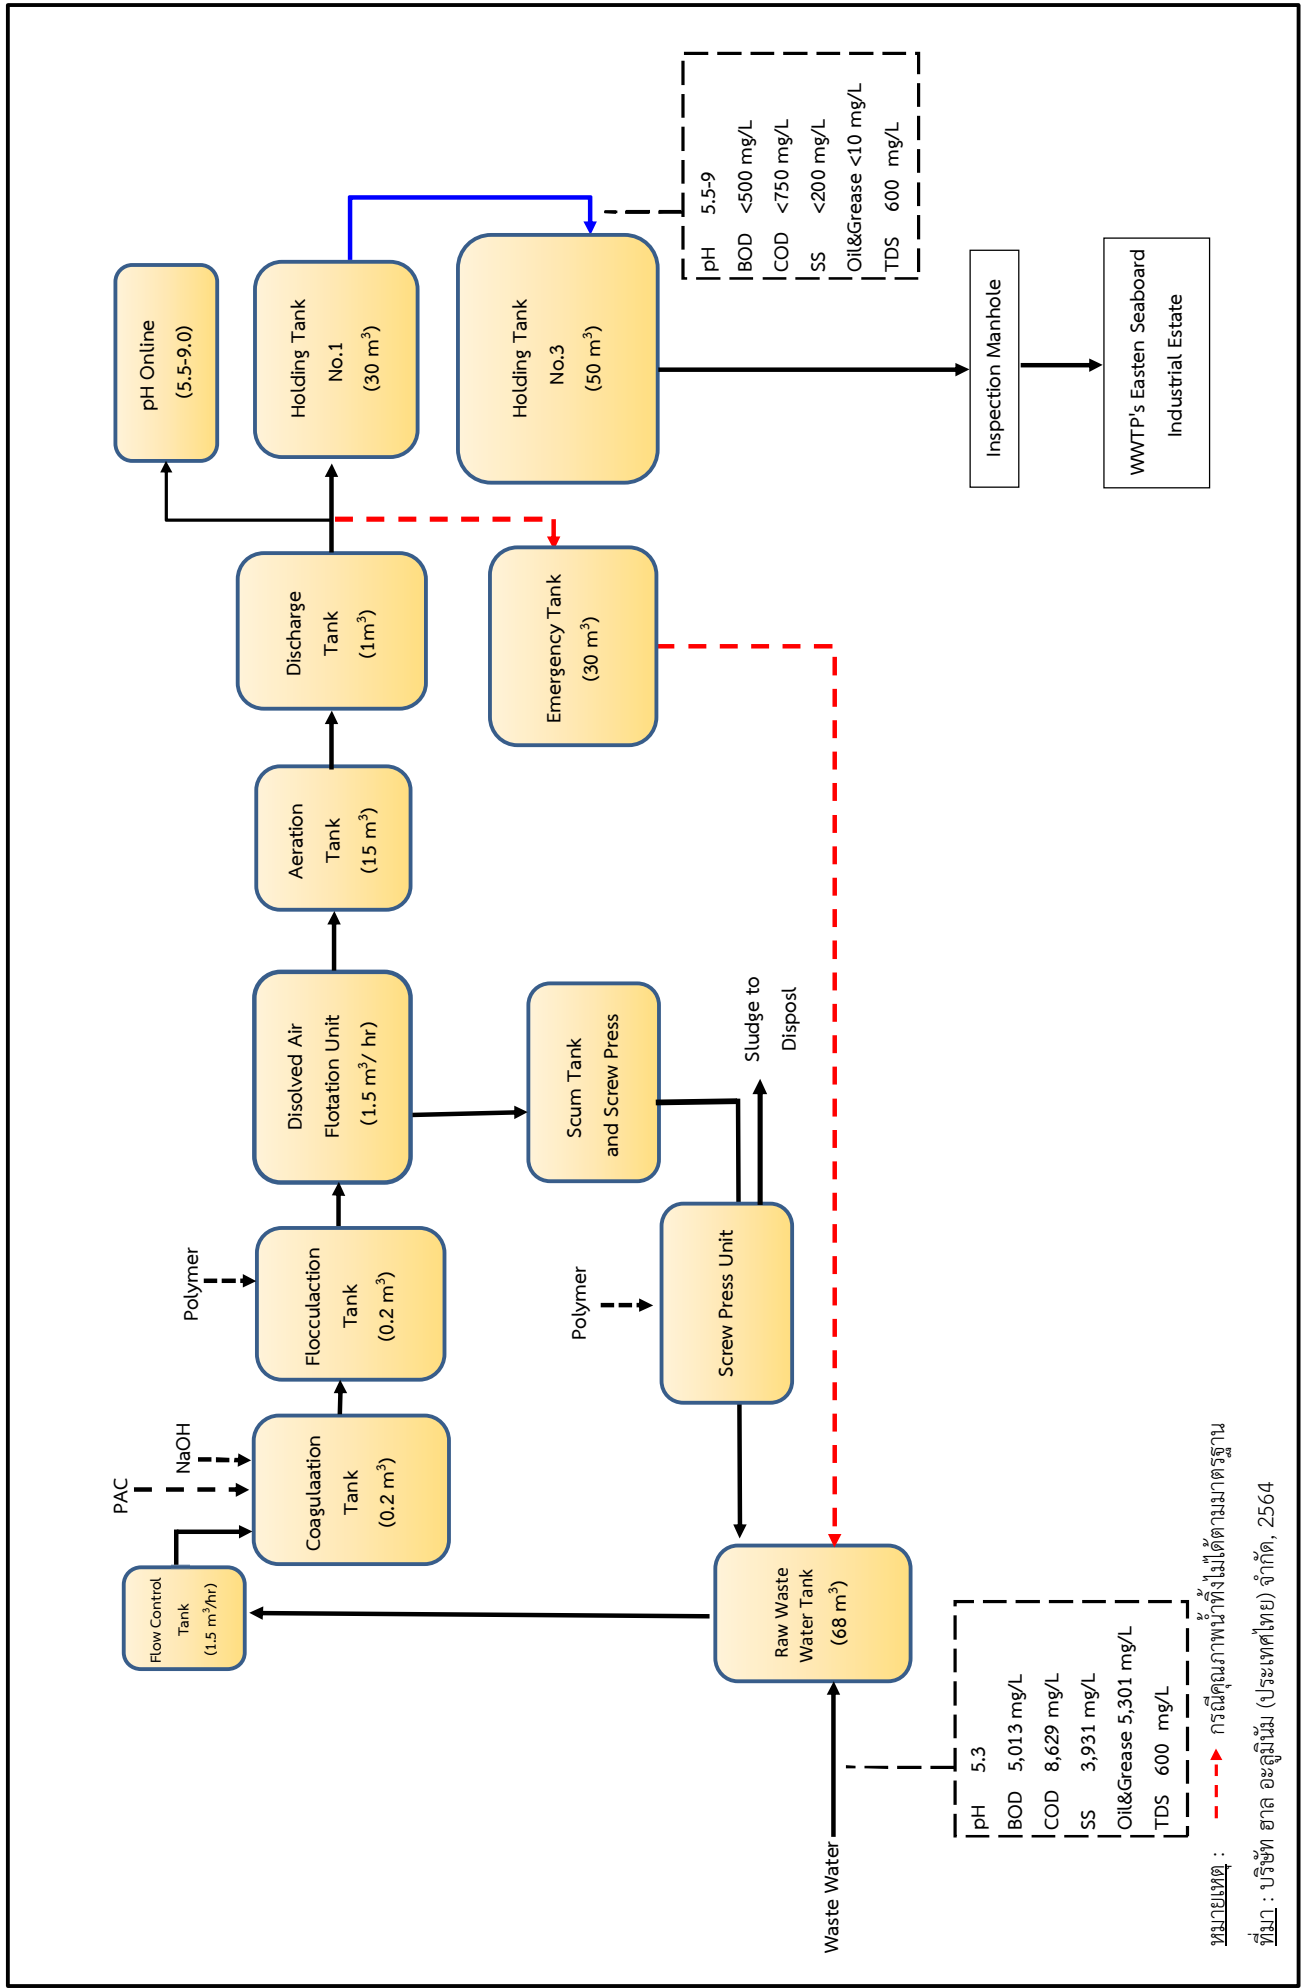 pH Online
(5.5-9.0)
PAC
NaOH
Polymer
Flow Control
Tank
(1.5 m³/hr)
Coagulaation
Tank
(0.2 m³)
Flocculaction
Tank
(0.2 m³)
Disolved Air
Flotation Unit
(1.5 m³/ hr)
Aeration
Tank
(15 m³)
Discharge
Tank
(1m³)
Holding Tank
No.1
(30 m³)
Polymer
Scum Tank
and Screw Press
Emergency Tank
(30 m³)
Holding Tank
No.3
(50 m³)
Screw Press Unit
Sludge to
Disposl
pH 5.5-9
BOD <500 mg/L
COD <750 mg/L
SS <200 mg/L
Oil&Grease <10 mg/L
TDS 600 mg/L
Waste Water
Raw Waste
Water Tank
(68 m³)
pH 5.3
BOD 5,013 mg/L
COD 8,629 mg/L
SS 3,931 mg/L
Oil&Grease 5,301 mg/L
TDS 600 mg/L
Inspection Manhole
WWTP's Easten Seaboard
Industrial Estate
หมายเหตุ : กรณีคุณภาพน้ำทิ้งไม่ได้ตามมาตรฐาน
ที่มา : บริษัท ฮาล อะลูมินัม (ประเทศไทย) จำกัด, 2564